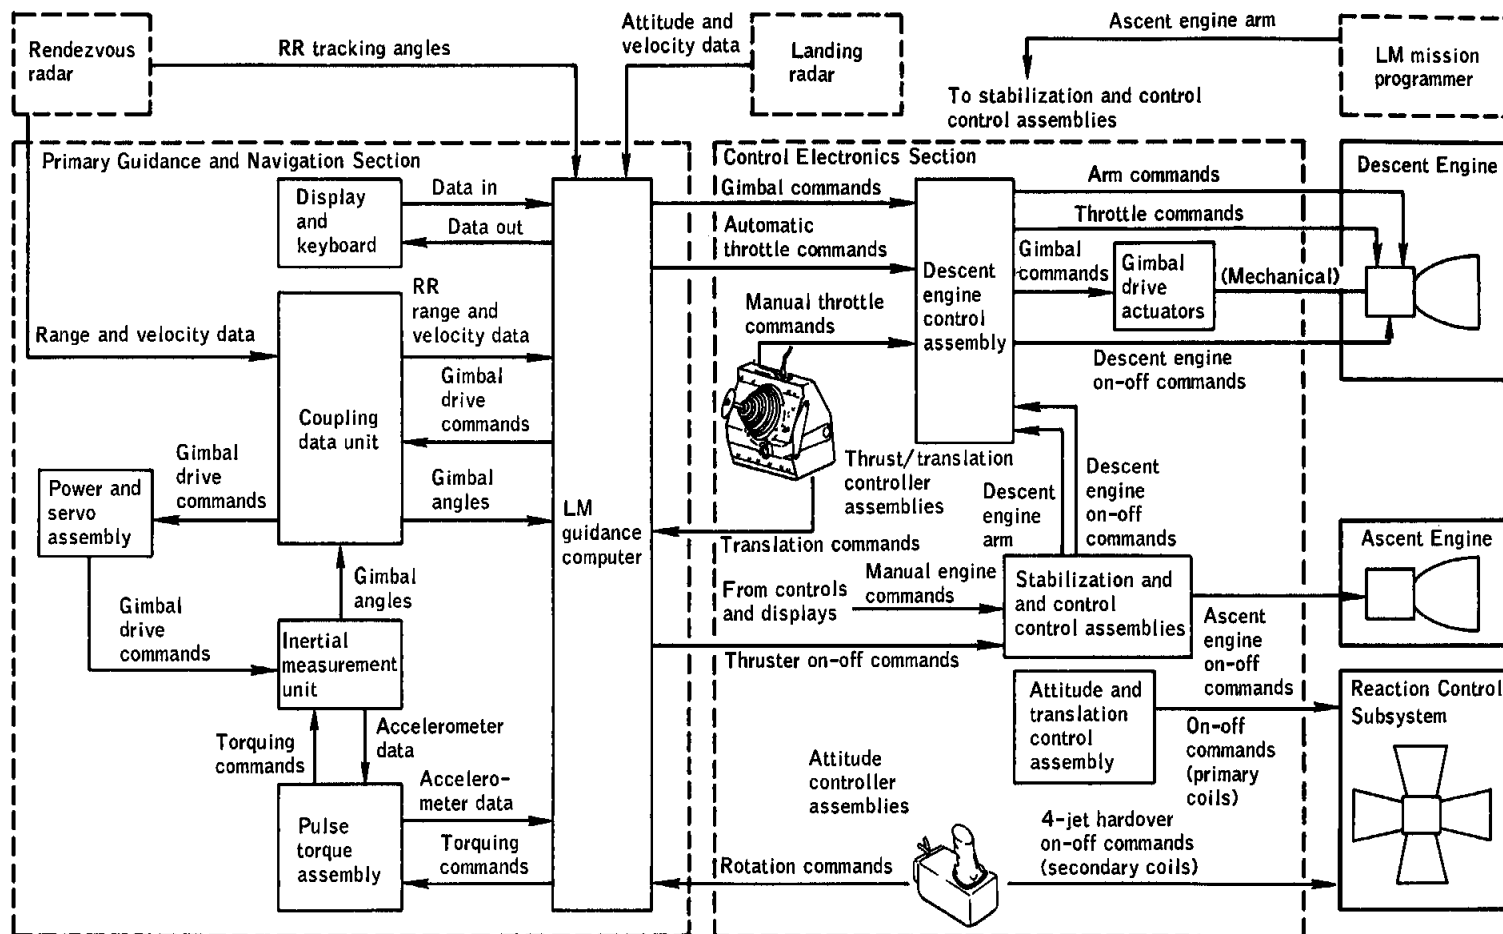 Rendezvous
radar
RR tracking angles
Attitude and
velocity data
Landing
radar
Ascent engine arm
To stabilization and control
control assemblies
LM mission
programmer
Primary Guidance and Navigation Section
Display
and
keyboard
Data in
Data out
Range and velocity data
Coupling
data unit
RR
range and
velocity data
Gimbal
drive
commands
Gimbal
angles
Gimbal
drive
commands
Power and
servo
assembly
Gimbal
drive
commands
Gimbal
angles
Inertial
measurement
unit
Torquing
commands
Accelerometer
data
Pulse
torque
assembly
Accelero-
meter data
Torquing
commands
LM
guidance
computer
Control Electronics Section
Gimbal commands
Automatic
throttle commands
Manual throttle
commands
Descent
engine
control
assembly
Arm commands
Throttle commands
Gimbal
commands
Gimbal
drive
actuators
(Mechanical)
Descent engine
on-off commands
Descent Engine
Thrust/translation
controller
assemblies
Translation commands
Descent
engine
arm
Descent
engine
on-off
commands
From controls
and displays
Manual engine
commands
Stabilization and
and control
control assemblies
Thruster on-off commands
Ascent
engine
on-off
commands
Ascent Engine
Attitude and
translation
control
assembly
On-off
commands
(primary
coils)
Reaction Control
Subsystem
Attitude
controller
assemblies
Rotation commands
4-jet hardover
on-off commands
(secondary coils)